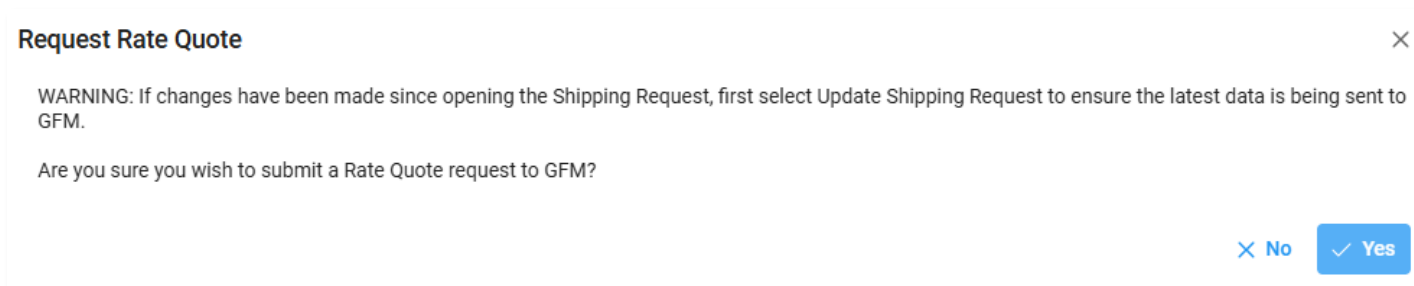 Request Rate Quote
WARNING: If changes have been made since opening the Shipping Request, first select Update Shipping Request to ensure the latest data is being sent to
GFM.
Are you sure you wish to submit a Rate Quote request to GFM?
No
Yes